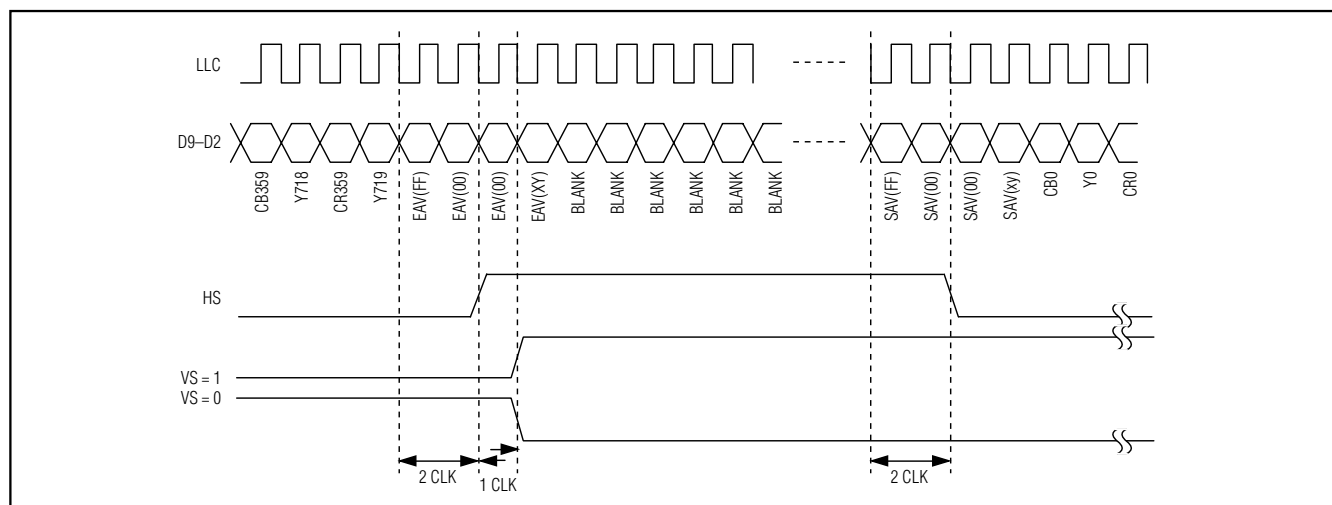 LLC
D9–D2
CB359
Y718
CR359
Y719
EAV(FF)
EAV(00)
EAV(00)
EAV(XY)
BLANK
BLANK
BLANK
BLANK
BLANK
BLANK
SAV(FF)
SAV(00)
SAV(00)
SAV(xy)
CB0
Y0
CR0
HS
VS = 1
VS = 0
2 CLK
1 CLK
2 CLK